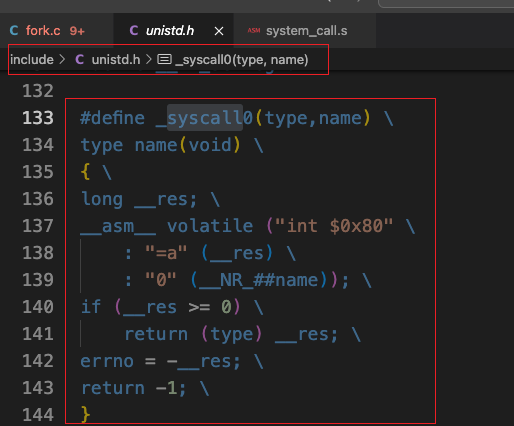 fork.c 9+ unistd.h × ASM system_call.s
include > C unistd.h > _syscall0(type, name)
132
133 #define _syscall0(type,name) \
134 type name(void) \
135 { \
136 long __res; \
137 __asm__ volatile ("int $0x80" \
138 : "=a" (__res) \
139 : "0" (__NR_##name)); \
140 if (__res >= 0) \
141 return (type) __res; \
142 errno = -__res; \
143 return -1; \
144 }